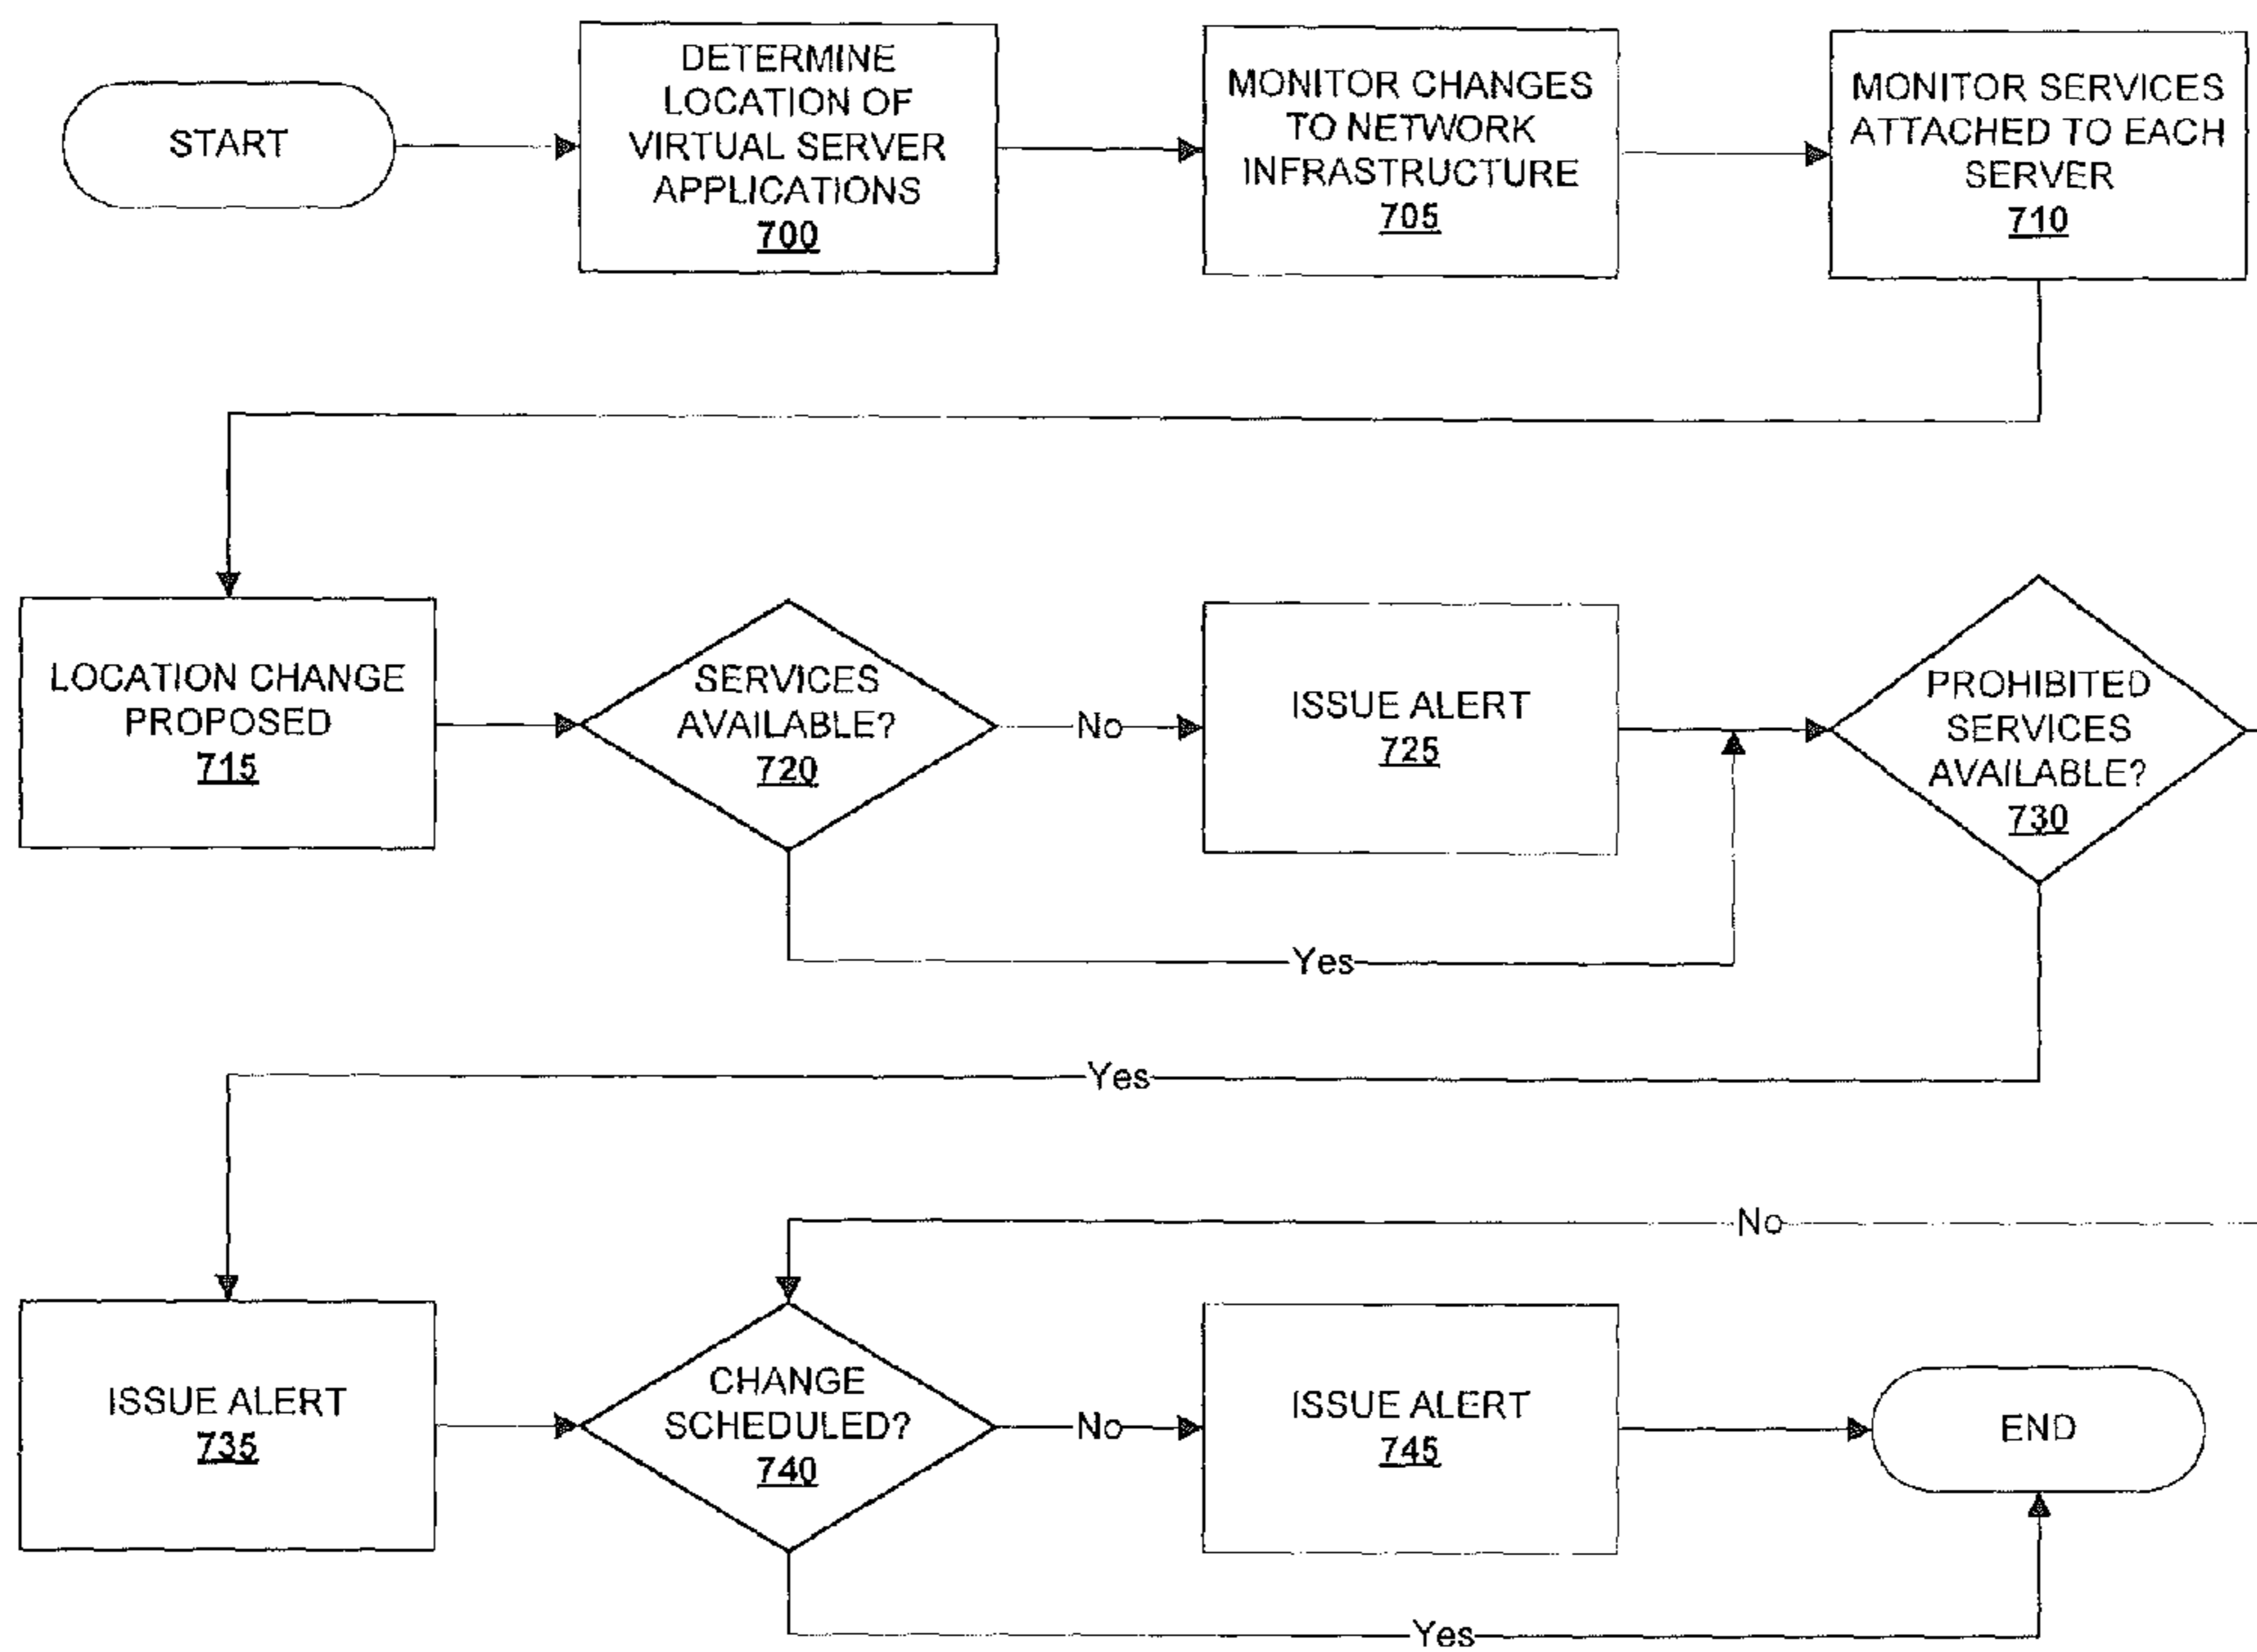 START
DETERMINE
LOCATION OF
VIRTUAL SERVER
APPLICATIONS
700
MONITOR CHANGES
TO NETWORK
INFRASTRUCTURE
705
MONITOR SERVICES
ATTACHED TO EACH
SERVER
710
LOCATION CHANGE
PROPOSED
715
SERVICES
AVAILABLE?
720
No
ISSUE ALERT
725
PROHIBITED
SERVICES
AVAILABLE?
730
Yes
Yes
No
ISSUE ALERT
735
CHANGE
SCHEDULED?
740
No
ISSUE ALERT
745
END
Yes